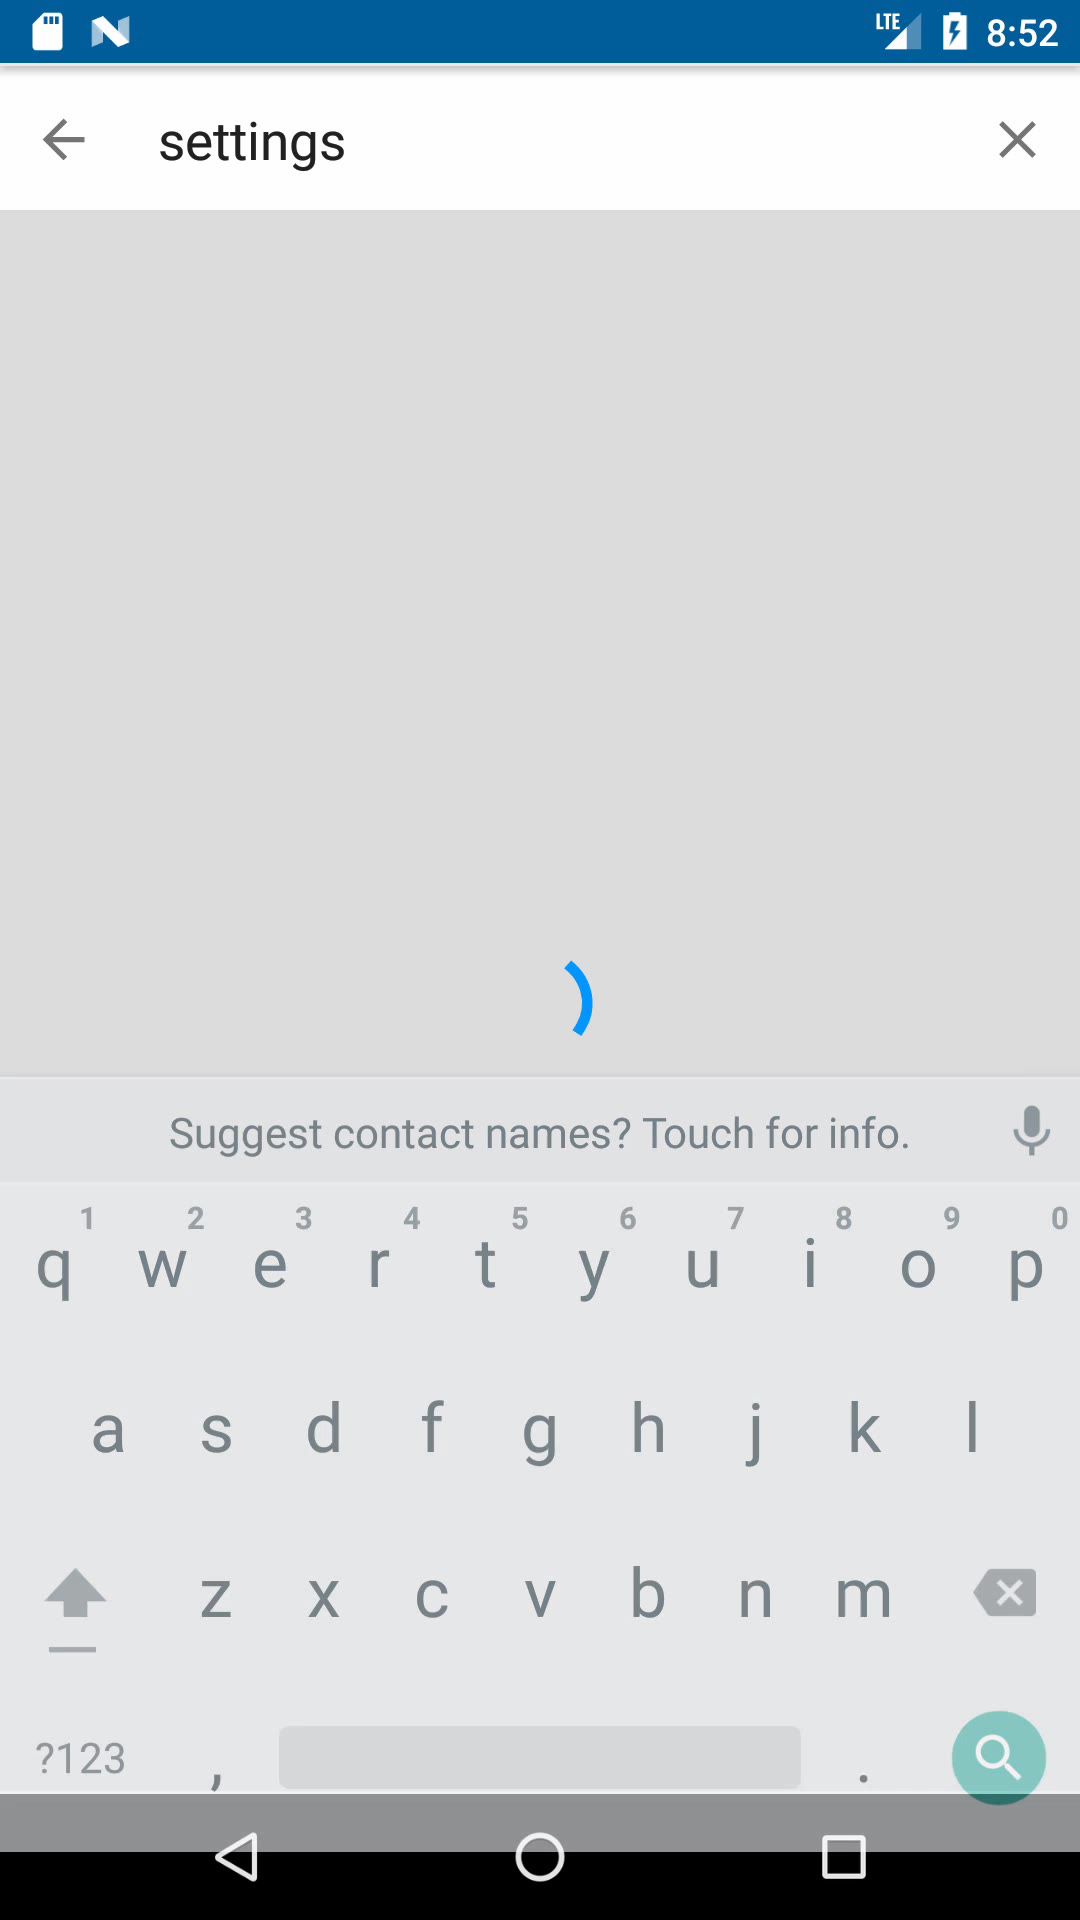 LTE 8:52
settings
Suggest contact names? Touch for info.
1 2 3 4 5 6 7 8 9 0
q w e r t y u i o p
a s d f g h j k l
z x c v b n m
?123 , .